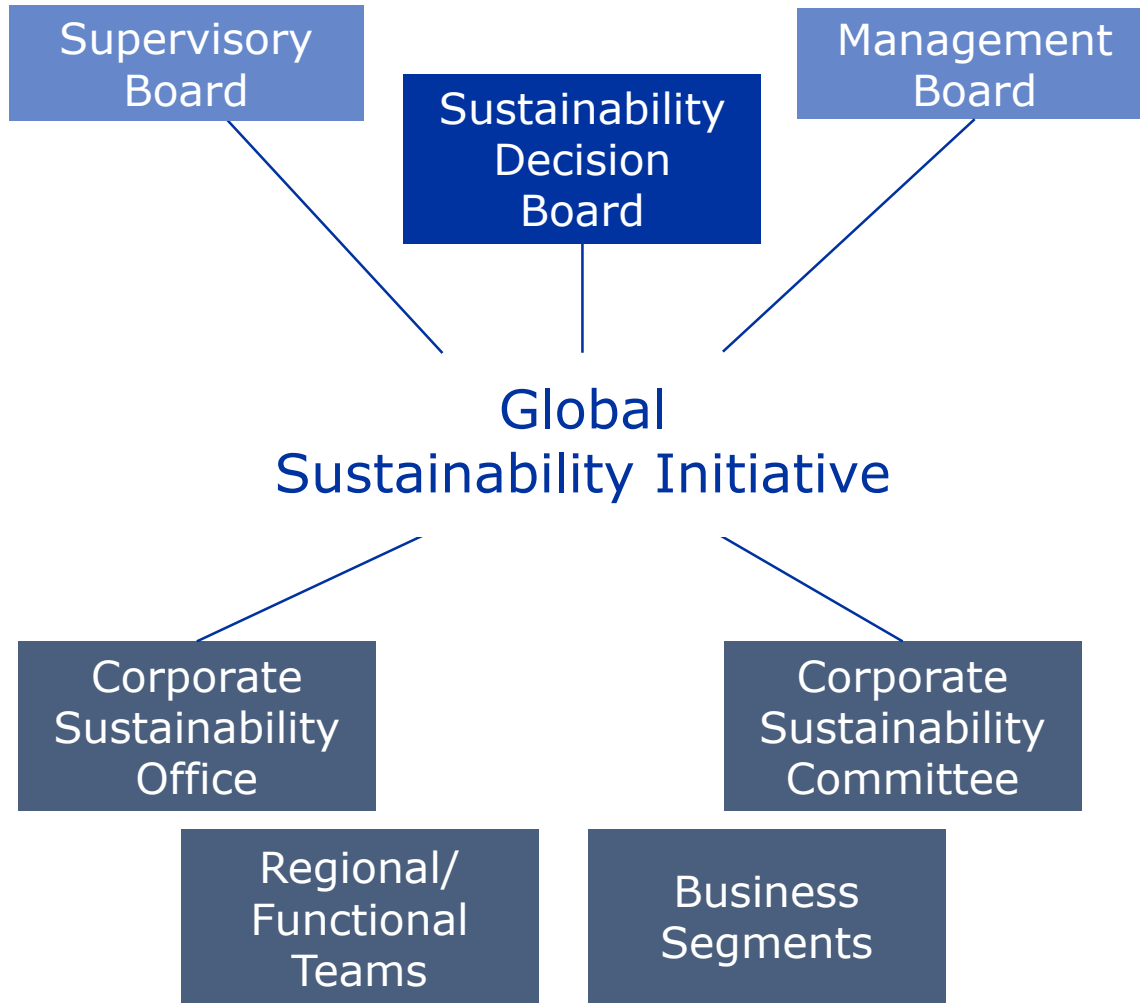 Supervisory
Board
Sustainability
Decision
Board
Management
Board
Global
Sustainability Initiative
Corporate
Sustainability
Office
Corporate
Sustainability
Committee
Regional/
Functional
Teams
Business
Segments